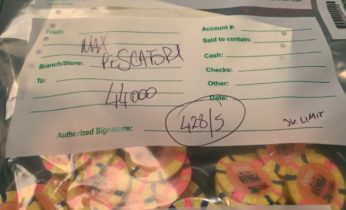 From:
MAX
Branch/Store: PESCATORI
To:
44000
Authorized Signature:
Account #:
Said to contain:
Cash:
Checks:
Other:
Date:
428/5
LIMIT